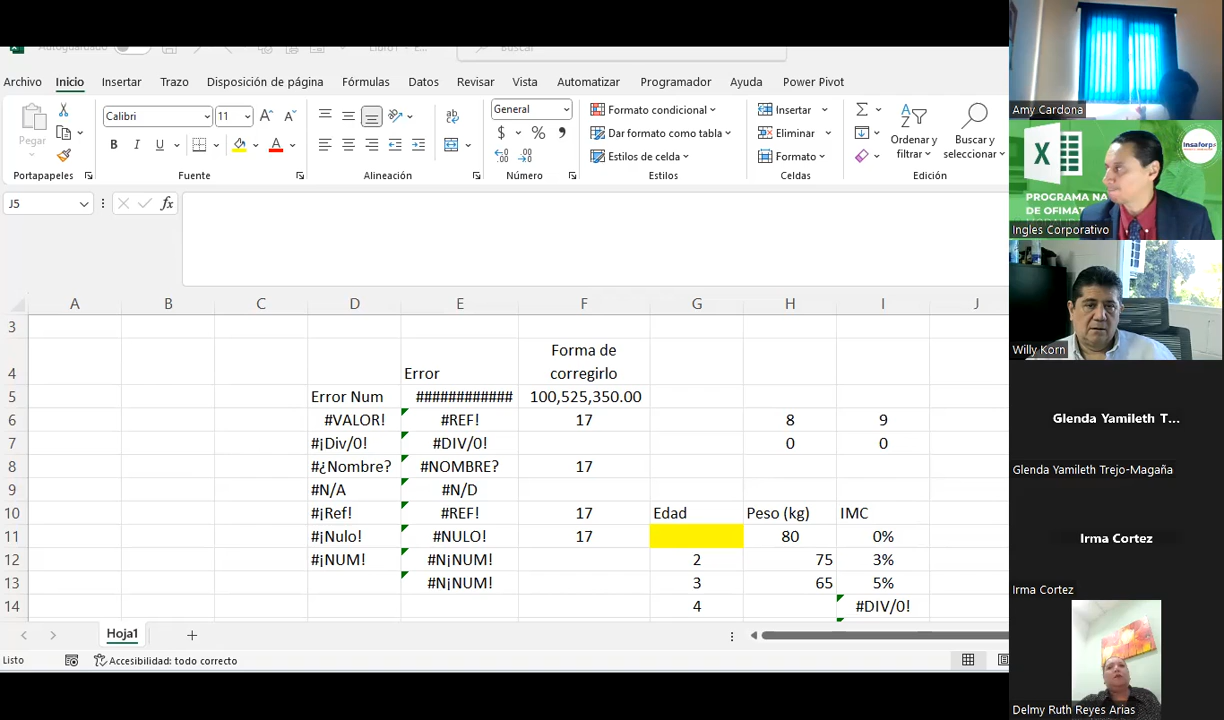 Autoguardado
Libro1 - E...
Buscar
Archivo Inicio Insertar Trazo Disposición de página Fórmulas Datos Revisar Vista Automatizar Programador Ayuda Power Pivot
Pegar
Portapapeles
Calibri 11
N K S
Fuente
Alineación
General
$ % ,
Número
Formato condicional
Dar formato como tabla
Estilos de celda
Estilos
Insertar
Eliminar
Formato
Celdas
Ordenar y
filtrar
Buscar y
seleccionar
Edición
J5
fx
A B C D E F G H I J
3
4 Error Forma de
corregirlo
5 Error Num ############ 100,525,350.00
6 #VALOR! #REF! 17 8 9
7 #¡Div/0! #DIV/0! 0 0
8 #¿Nombre? #NOMBRE? 17
9 #N/A #N/D
10 #¡Ref! #REF! 17 Edad Peso (kg) IMC
11 #¡Nulo! #NULO! 17 80 0%
12 #¡NUM! #N¡NUM! 2 75 3%
13 #N¡NUM! 3 65 5%
14 4 #DIV/0!
Hoja1
Listo
Accesibilidad: todo correcto
Amy Cardona
X
insaforp
PROGRAMA NA
DE OFIMAT
Ingles Corporativo
Willy Korn
Glenda Yamileth T...
Glenda Yamileth Trejo-Magaña
Irma Cortez
Irma Cortez
Delmy Ruth Reyes Arias